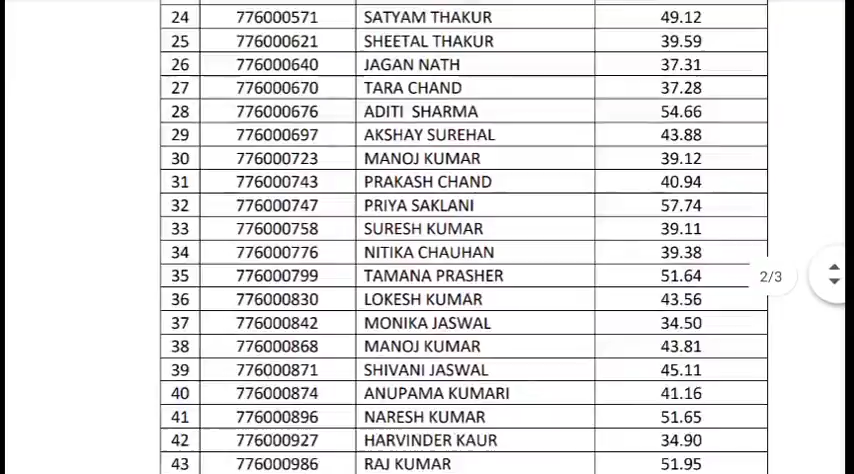 24 776000571 SATYAM THAKUR 49.12
25 776000621 SHEETAL THAKUR 39.59
26 776000640 JAGAN NATH 37.31
27 776000670 TARA CHAND 37.28
28 776000676 ADITI SHARMA 54.66
29 776000697 AKSHAY SUREHAL 43.88
30 776000723 MANOJ KUMAR 39.12
31 776000743 PRAKASH CHAND 40.94
32 776000747 PRIYA SAKLANI 57.74
33 776000758 SURESH KUMAR 39.11
34 776000776 NITIKA CHAUHAN 39.38
35 776000799 TAMANA PRASHER 51.64 2/3
36 776000830 LOKESH KUMAR 43.56
37 776000842 MONIKA JASWAL 34.50
38 776000868 MANOJ KUMAR 43.81
39 776000871 SHIVANI JASWAL 45.11
40 776000874 ANUPAMA KUMARI 41.16
41 776000896 NARESH KUMAR 51.65
42 776000927 HARVINDER KAUR 34.90
43 776000986 RAJ KUMAR 51.95